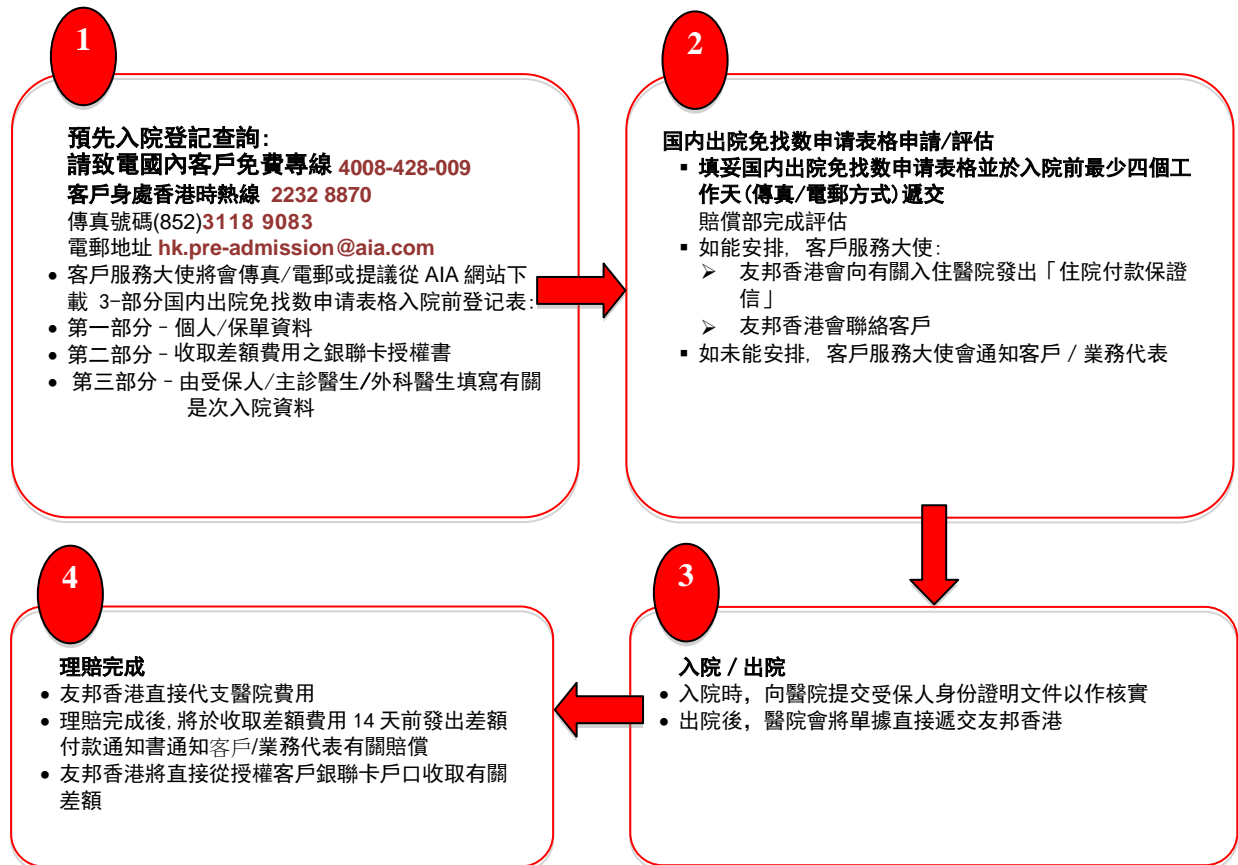 1
預先入院登記查詢:
請致電國內客戶免費專線 4008-428-009
客戶身處香港時熱線 2232 8870
傳真號碼(852)3118 9083
電郵地址 hk.pre-admission@aia.com
• 客戶服務大使將會傳真/電郵或提議從 AIA 網站下
載 3-部分国内出院免找数申请表格入院前登记表:
• 第一部分–個人/保單資料
• 第二部分–收取差額費用之銀聯卡授權書
• 第三部分–由受保人/主診醫生/外科醫生填寫有關
是次入院資料
2
国内出院免找数申请表格申請/評估
▪ 填妥国内出院免找数申请表格並於入院前最少四個工
作天(傳真/電郵方式)遞交
賠償部完成評估
▪ 如能安排, 客戶服務大使:
➢ 友邦香港會向有關入住醫院發出「住院付款保證
信」
➢ 友邦香港會聯絡客戶
▪ 如未能安排, 客戶服務大使會通知客戶 / 業務代表
3
入院 / 出院
• 入院時, 向醫院提交受保人身份證明文件以作核實
• 出院後, 醫院會將單據直接遞交友邦香港
4
理賠完成
• 友邦香港直接代支醫院費用
• 理賠完成後, 將於收取差額費用 14 天前發出差額
付款通知書通知客戶/業務代表有關賠償
• 友邦香港將直接從授權客戶銀聯卡戶口收取有關
差額